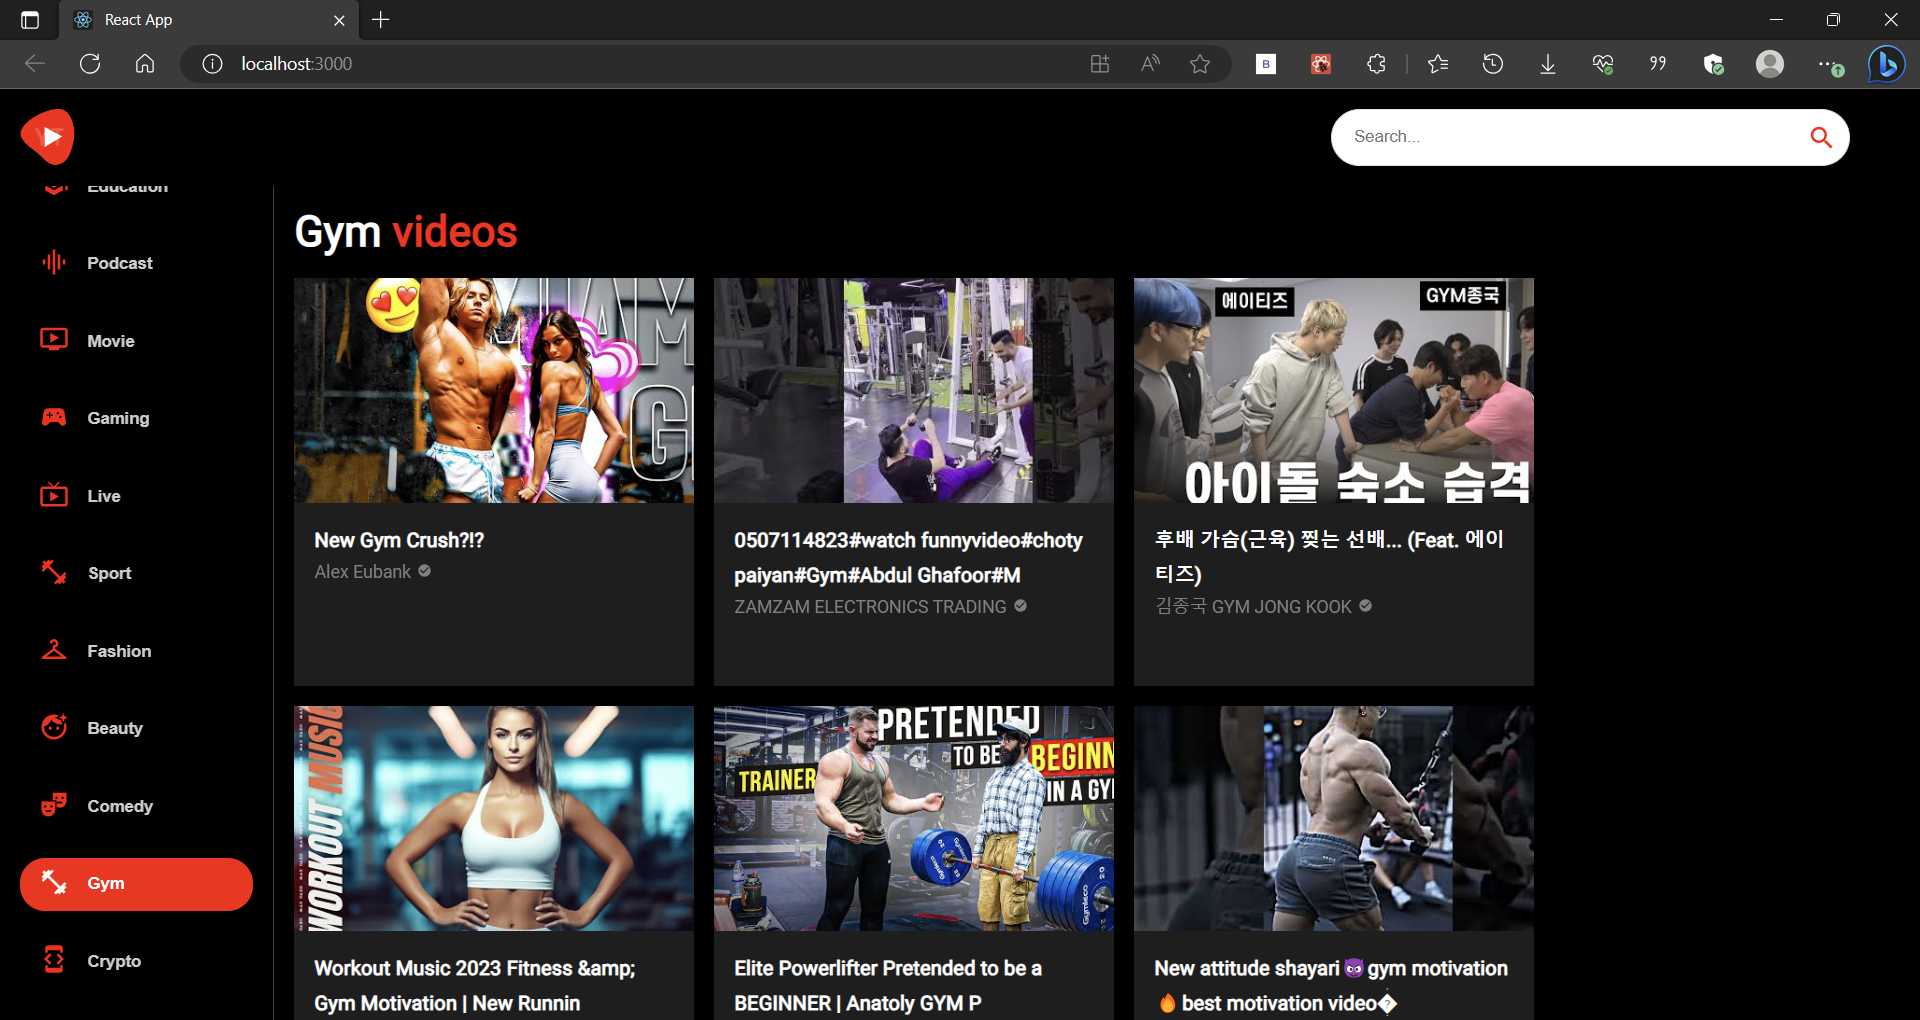 React App
localhost:3000
Search...
Education
Podcast
Movie
Gaming
Live
Sport
Fashion
Beauty
Comedy
Gym
Crypto
Gym videos
New Gym Crush?!?
Alex Eubank
에이티즈
GYM종국
아이돌 숙소 습격
0507114823#watch funnyvideo#choty
paiyan#Gym#Abdul Ghafoor#M
ZAMZAM ELECTRONICS TRADING
후배 가슴(근육) 찢는 선배... (Feat. 에이
티즈)
김종국 GYM JONG KOOK
WORKOUT MUSIC
Workout Music 2023 Fitness &amp;
Gym Motivation | New Runnin
PRETENDED
TO BE BEGINN
IN A GY
TRAINER
Gymleco
Elite Powerlifter Pretended to be a
BEGINNER | Anatoly GYM P
New attitude shayari 😈 gym motivation
🔥 best motivation video�